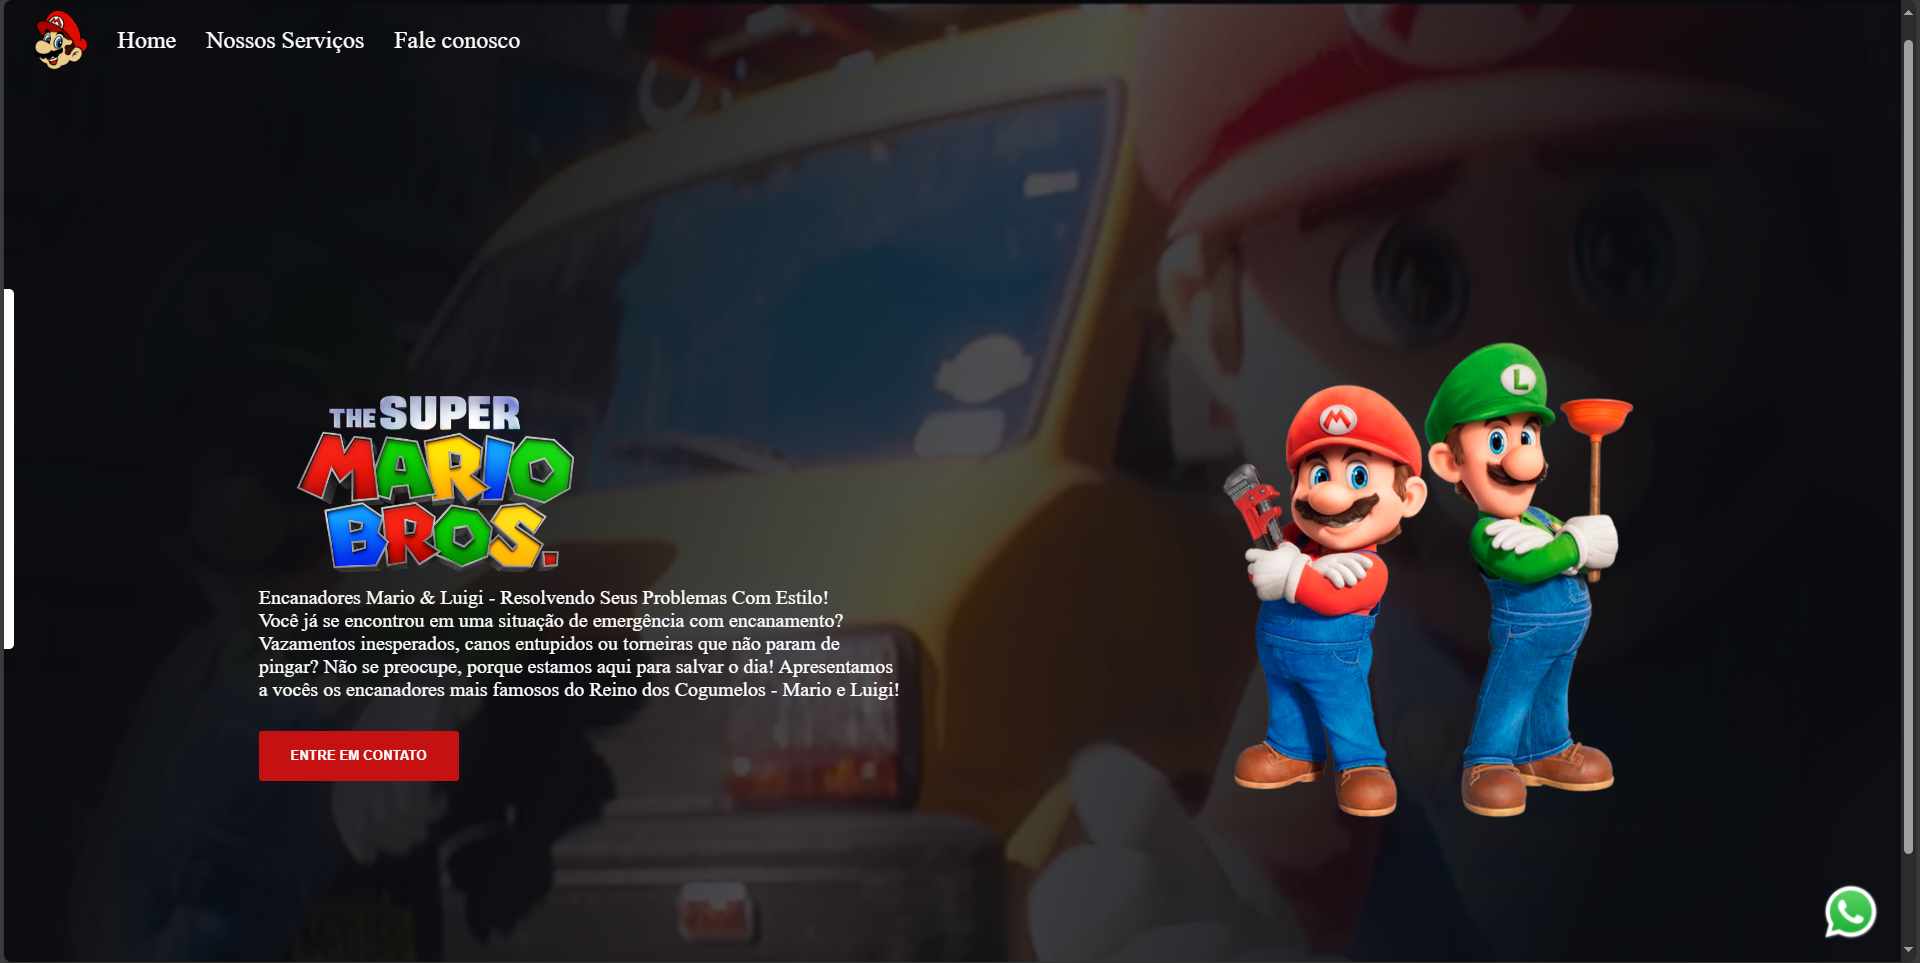 Home Nossos Serviços Fale conosco
THE SUPER
MARIO
BROS.
Encanadores Mario & Luigi - Resolvendo Seus Problemas Com Estilo!
Você já se encontrou em uma situação de emergência com encanamento?
Vazamentos inesperados, canos entupidos ou torneiras que não param de
pingar? Não se preocupe, porque estamos aqui para salvar o dia! Apresentamos
a vocês os encanadores mais famosos do Reino dos Cogumelos - Mario e Luigi!
ENTRE EM CONTATO
M
L